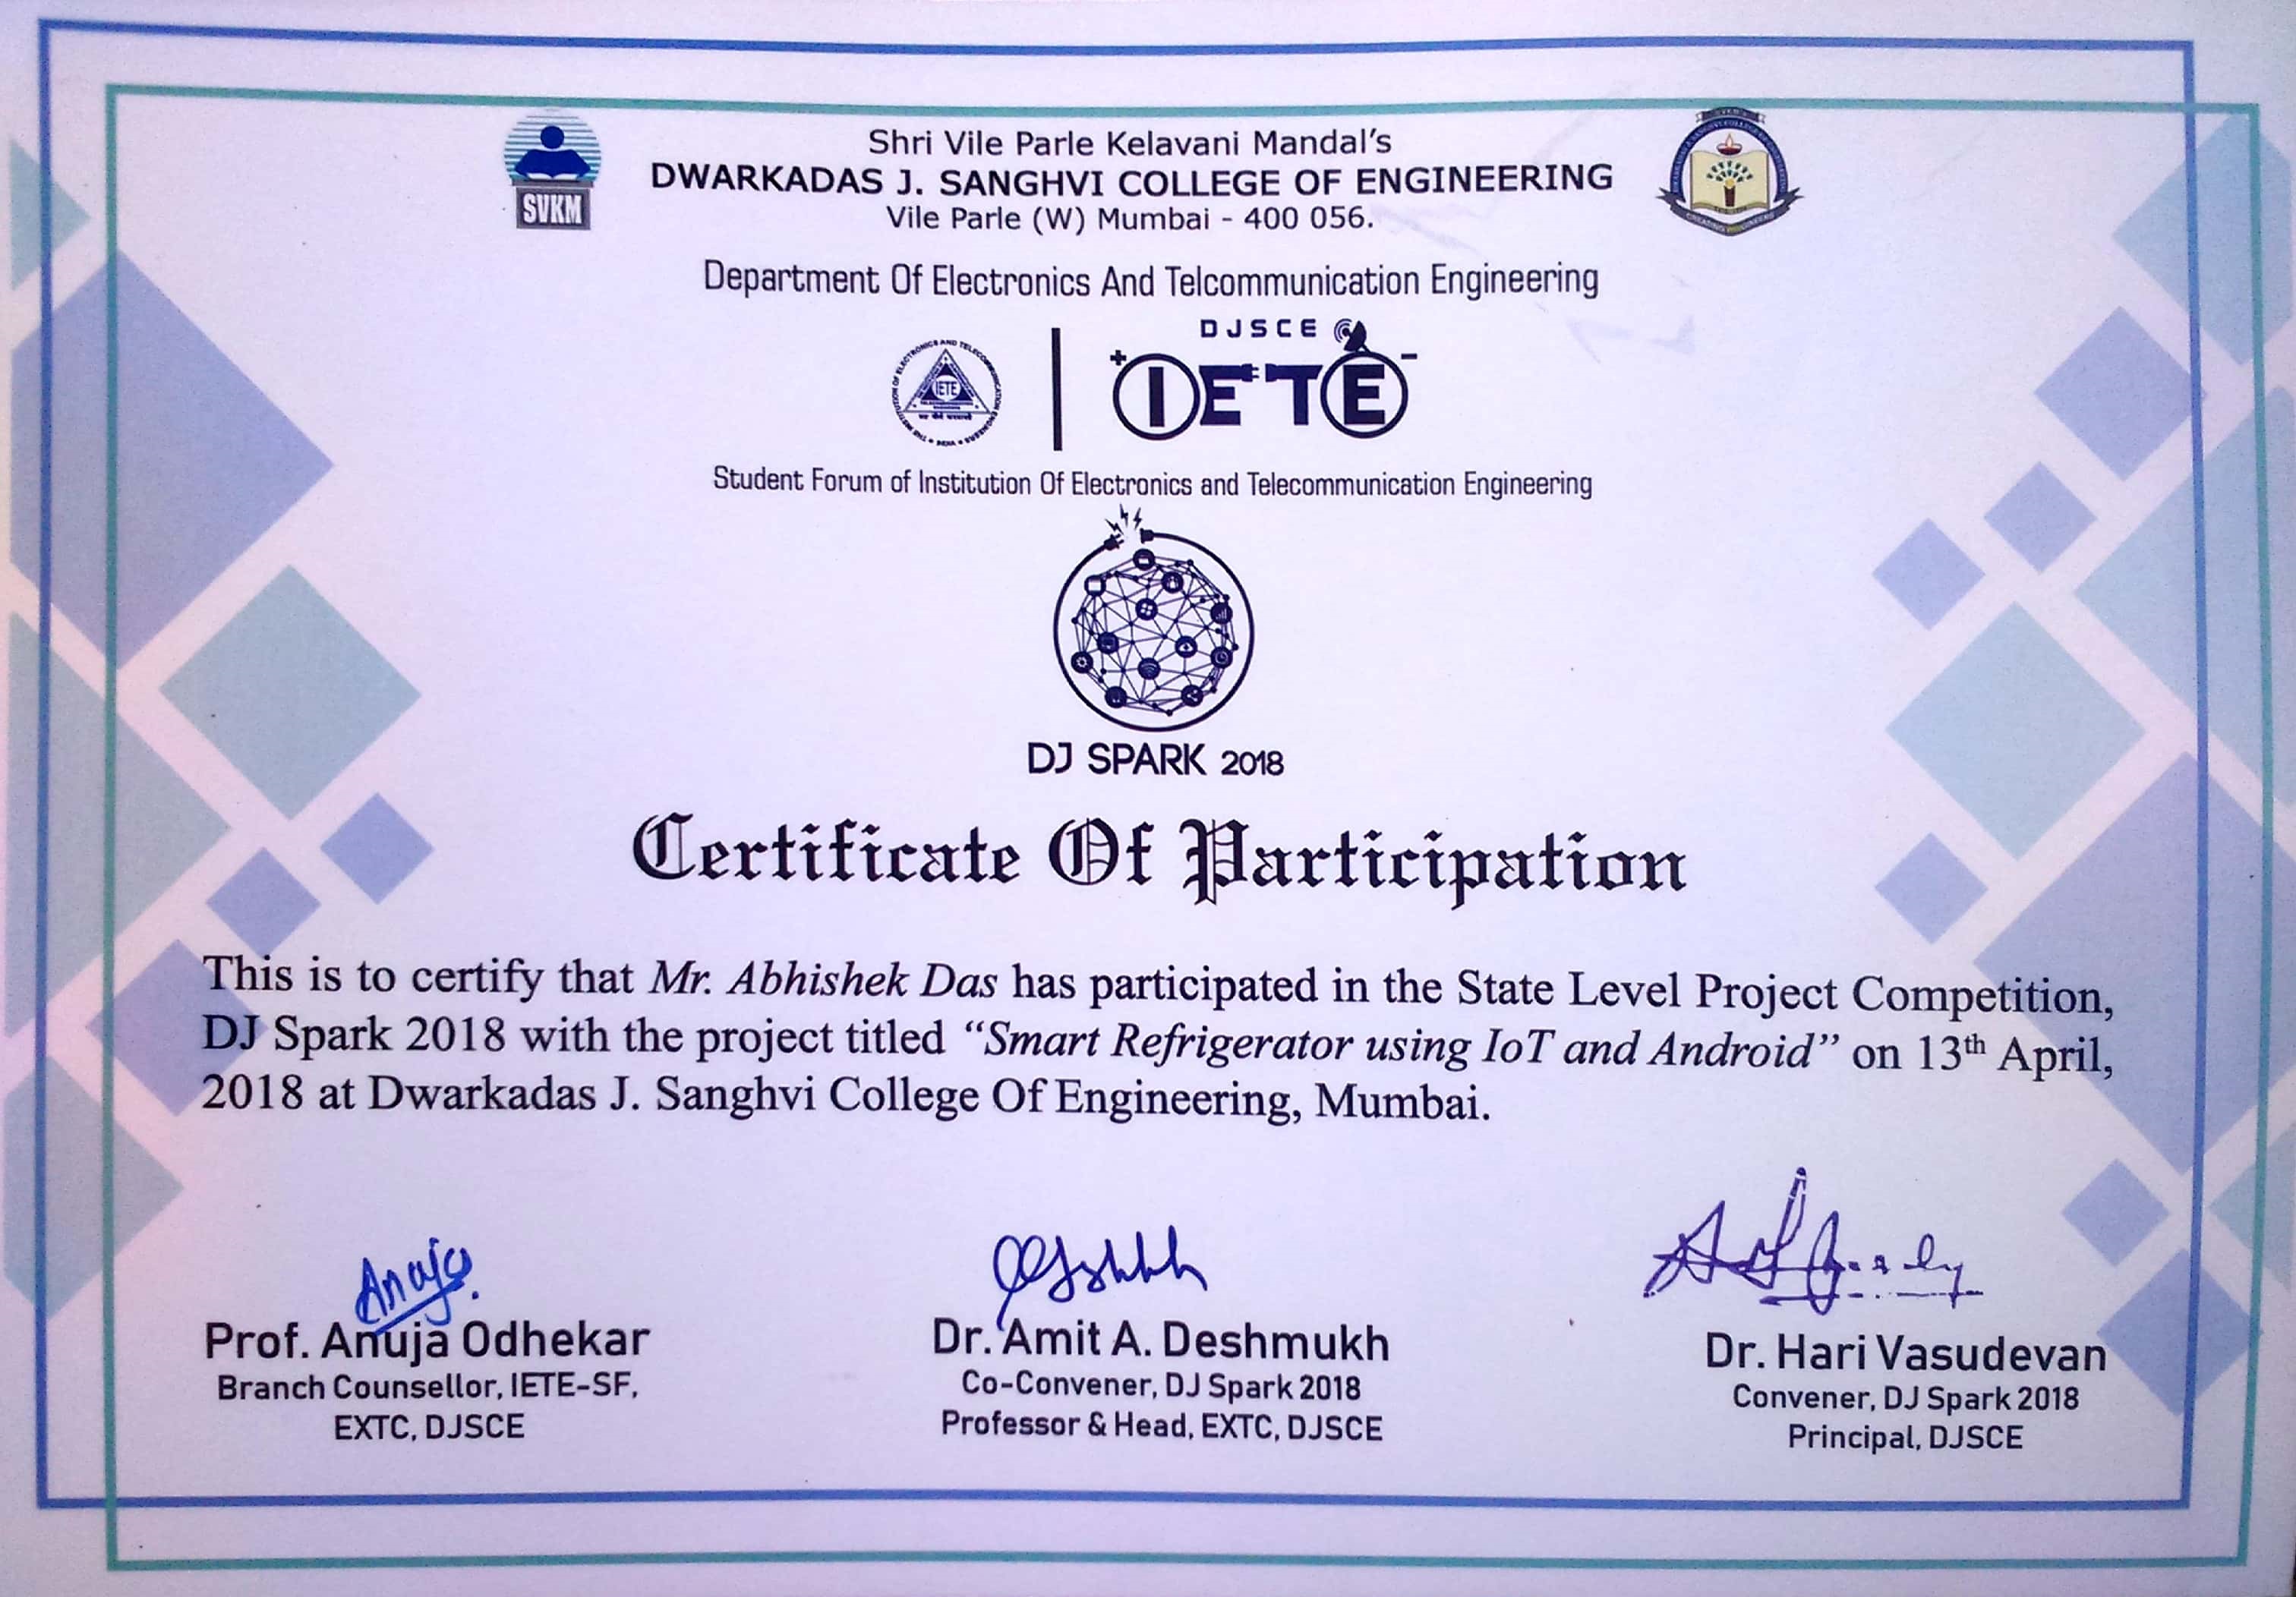 Shri Vile Parle Kelavani Mandal's
DWARKADAS J. SANGHVI COLLEGE OF ENGINEERING
Vile Parle (W) Mumbai - 400 056.
SVKM
Department Of Electronics And Telcommunication Engineering
DJSCE
IETE
IETE
Student Forum of Institution Of Electronics and Telecommunication Engineering
DJ SPARK 2018
Certificate Of Participation
This is to certify that Mr. Abhishek Das has participated in the State Level Project Competition,
DJ Spark 2018 with the project titled “Smart Refrigerator using IoT and Android” on 13th April,
2018 at Dwarkadas J. Sanghvi College Of Engineering, Mumbai.
Anuja
Prof. Anuja Odhekar
Branch Counsellor, IETE-SF,
EXTC, DJSCE
Dr. Amit A. Deshmukh
Co-Convener, DJ Spark 2018
Professor & Head, EXTC, DJSCE
Dr. Hari Vasudevan
Convener, DJ Spark 2018
Principal, DJSCE